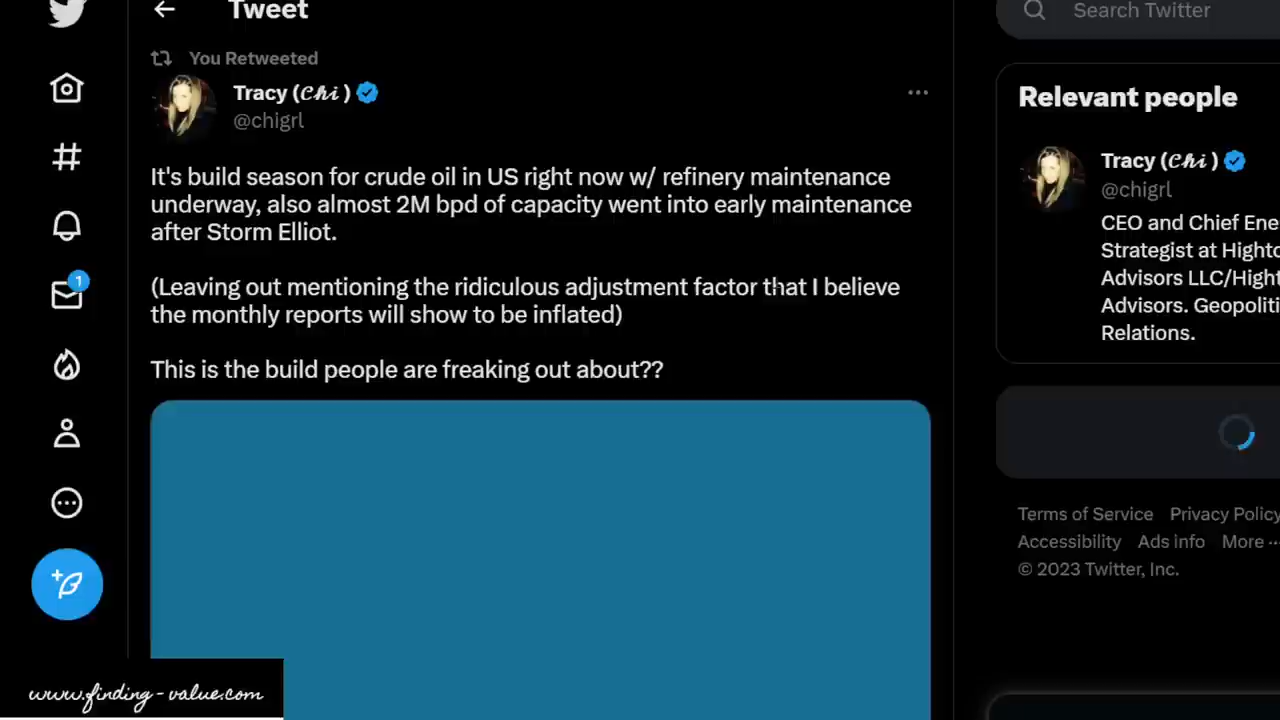 Tweet
Search Twitter
You Retweeted
Tracy (𝓒𝓱𝓲 )
@chigrl
It's build season for crude oil in US right now w/ refinery maintenance
underway, also almost 2M bpd of capacity went into early maintenance
after Storm Elliot.
(Leaving out mentioning the ridiculous adjustment factor that I believe
the monthly reports will show to be inflated)
This is the build people are freaking out about??
1
Relevant people
Tracy (𝓒𝓱𝓲 )
@chigrl
CEO and Chief Ene
Strategist at Highto
Advisors LLC/Hight
Advisors. Geopoliti
Relations.
Terms of Service Privacy Policy
Accessibility Ads info More ···
© 2023 Twitter, Inc.
www.finding-value.com